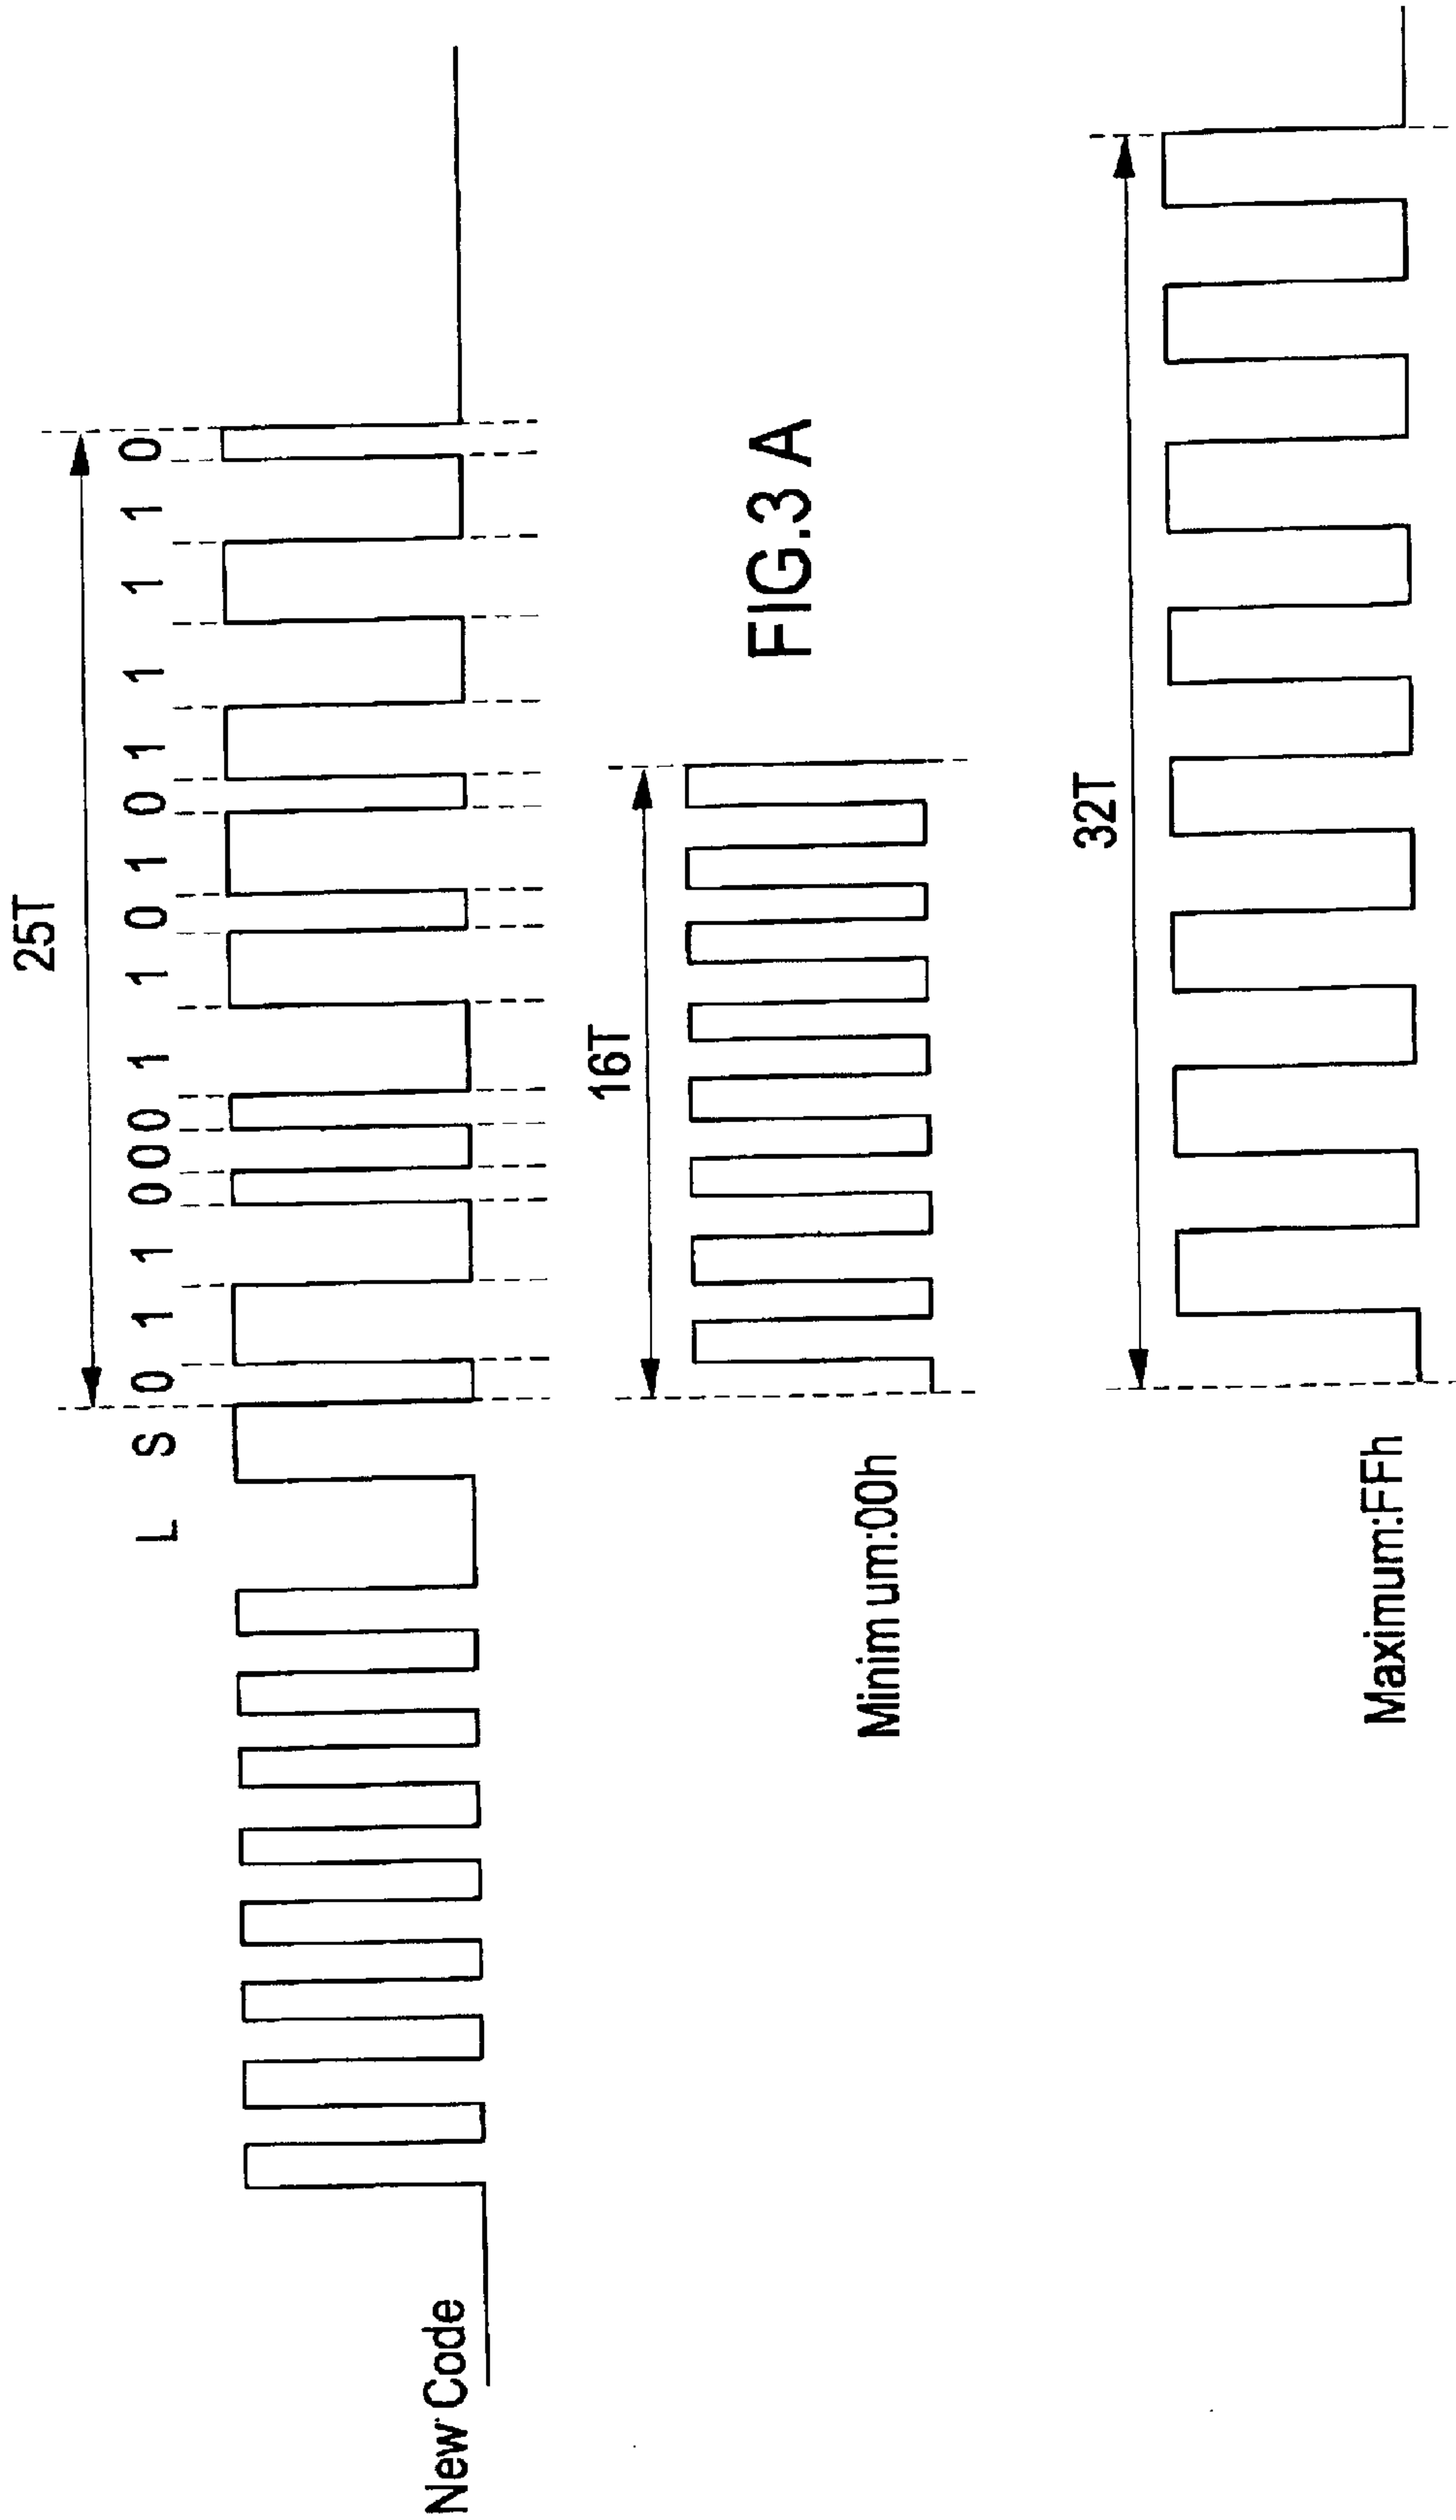 25T
L S 0 1 1 0 0 0 1 1 0 1 0 1 1 1 1 0
New Code
16T
FIG.3 A
Minim um:00h
32T
Maximum:FFh